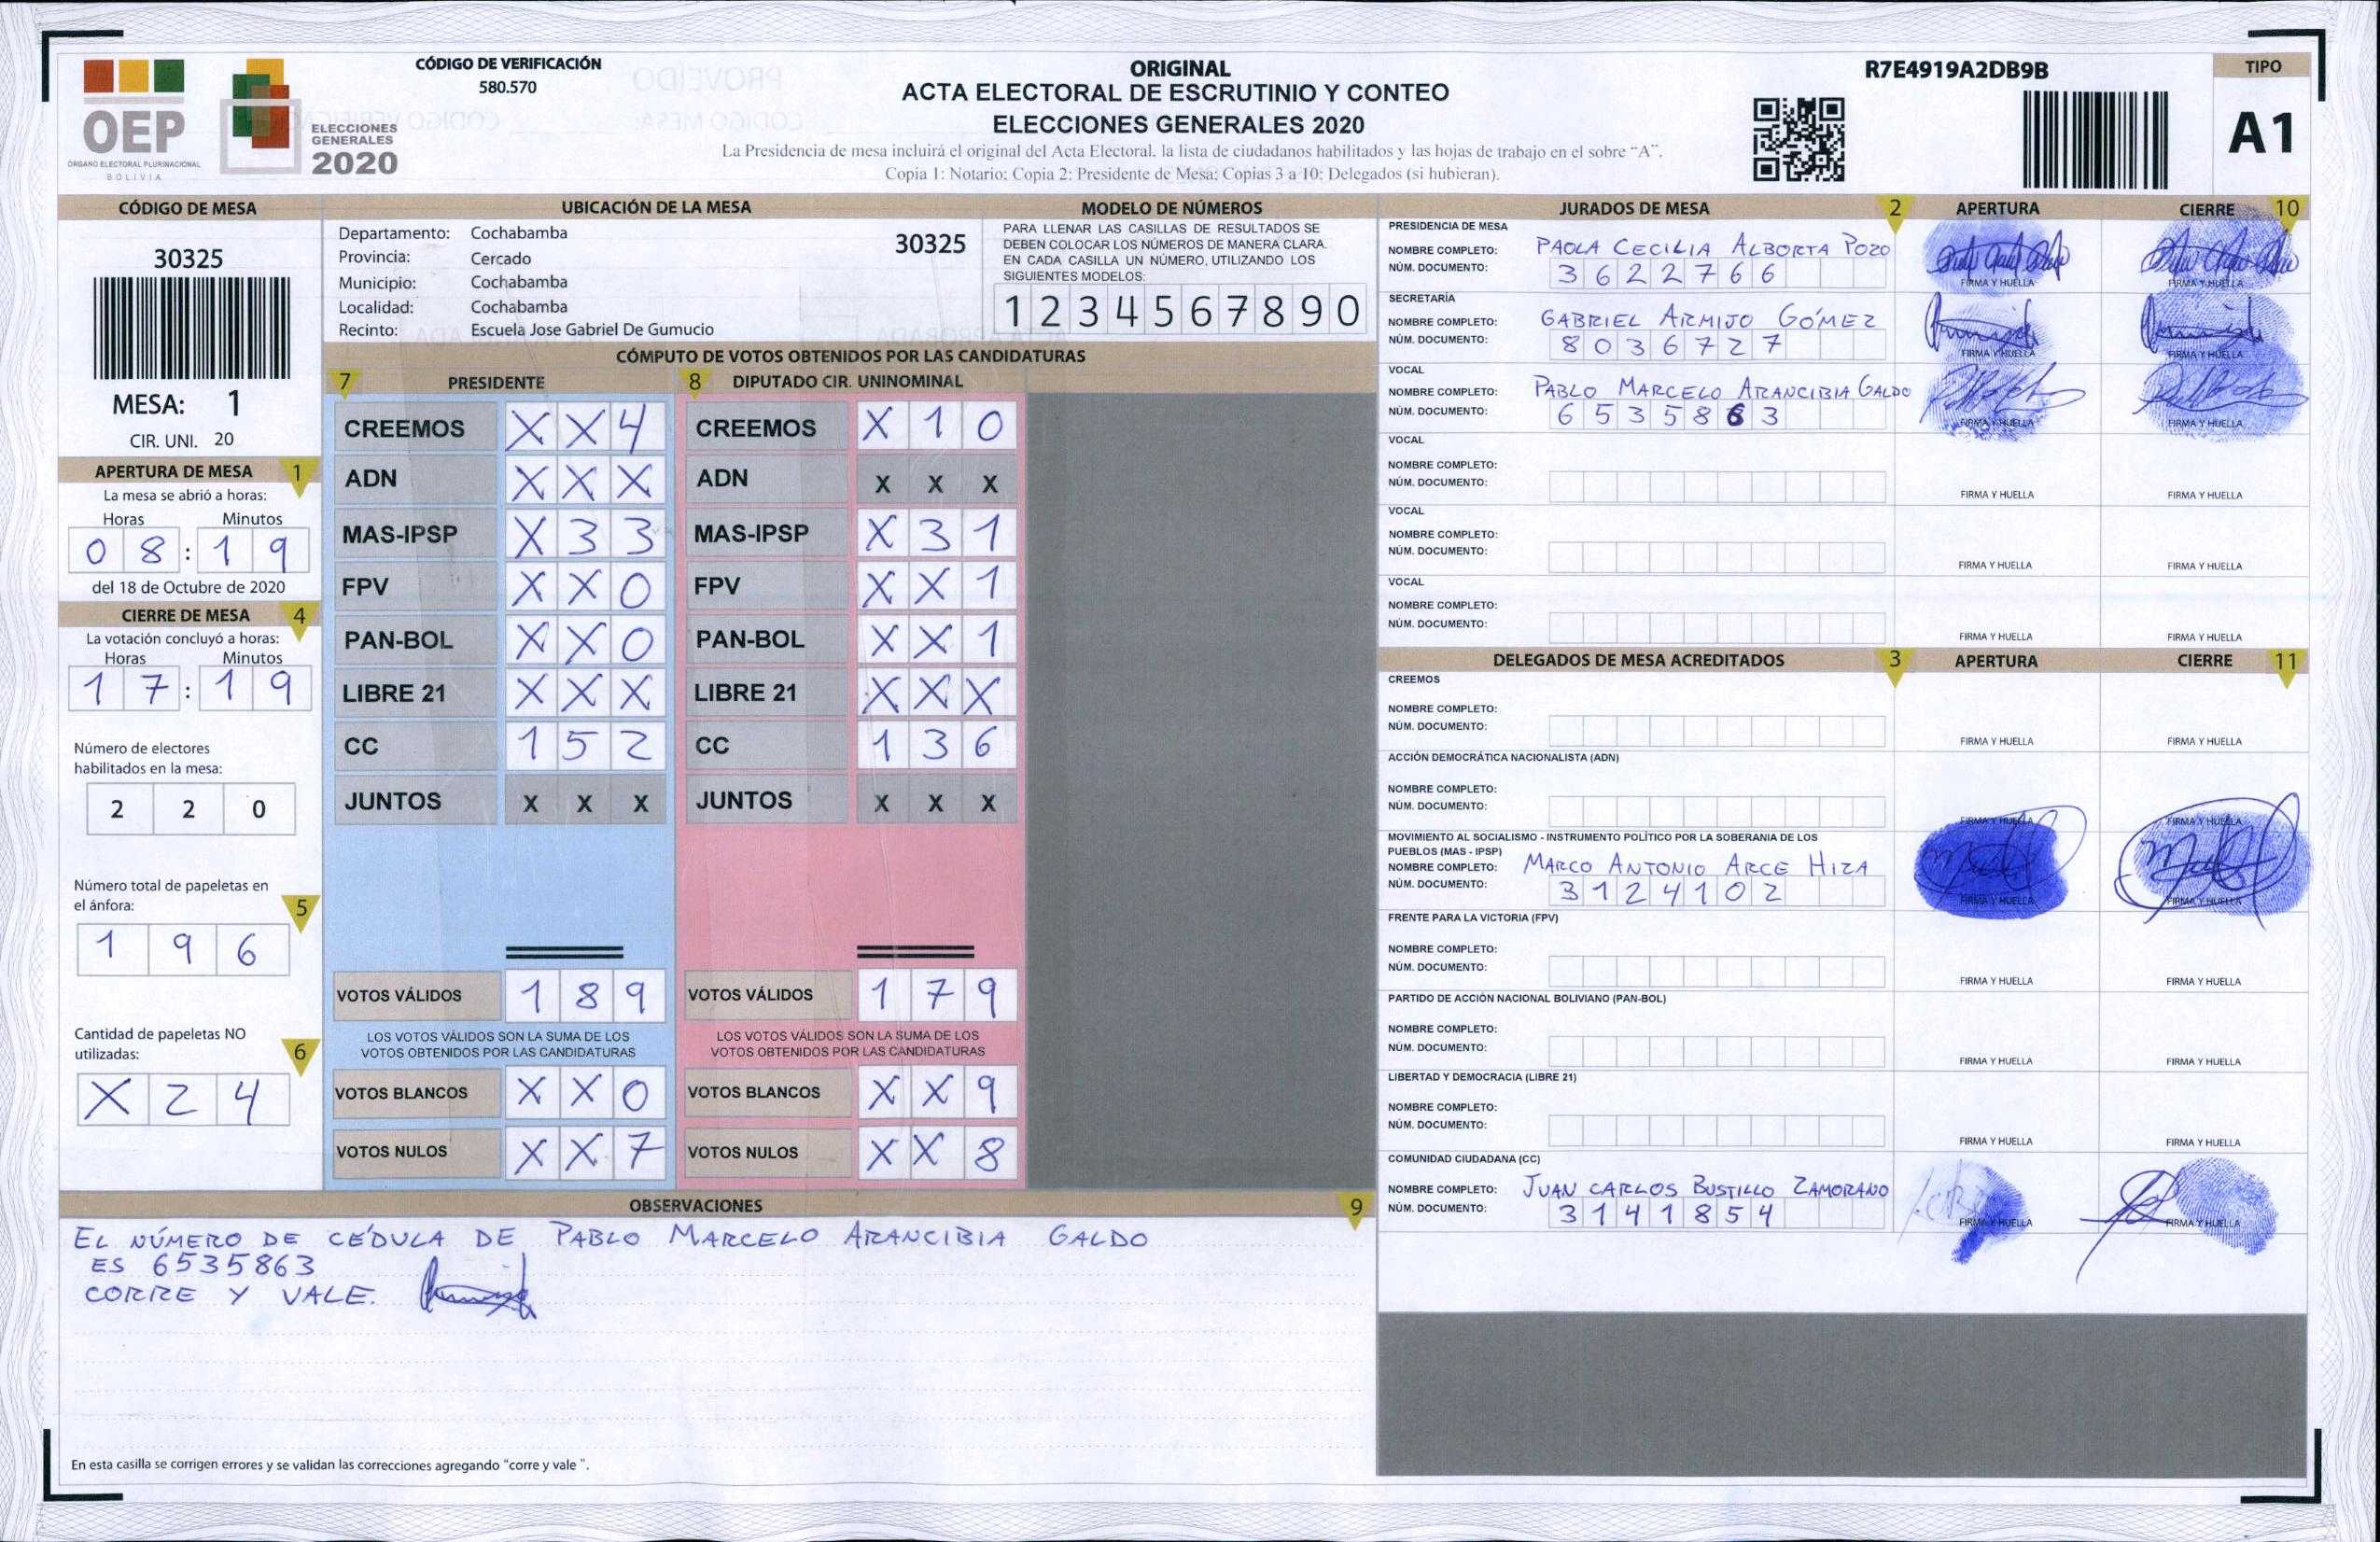 OEP
ÓRGANO ELECTORAL PLURINACIONAL
BOLIVIA
ELECCIONES
GENERALES
2020
CÓDIGO DE VERIFICACIÓN
580.570
ORIGINAL
ACTA ELECTORAL DE ESCRUTINIO Y CONTEO
ELECCIONES GENERALES 2020
La Presidencia de mesa incluirá el original del Acta Electoral. la lista de ciudadanos habilitados y las hojas de trabajo en el sobre "A".
Copia 1: Notario; Copia 2: Presidente de Mesa; Copias 3 a 10: Delegados (si hubieran).
R7E4919A2DB9B
TIPO
A1
CÓDIGO DE MESA
30325
MESA: 1
CIR. UNI. 20
APERTURA DE MESA 1
La mesa se abrió a horas:
Horas Minutos
08:19
del 18 de Octubre de 2020
CIERRE DE MESA 4
La votación concluyó a horas:
Horas Minutos
17:19
Número de electores
habilitados en la mesa:
2 2 0
Número total de papeletas en
el ánfora: 5
1 9 6
Cantidad de papeletas NO
utilizadas: 6
X 2 4
UBICACIÓN DE LA MESA
Departamento: Cochabamba 30325
Provincia: Cercado
Municipio: Cochabamba
Localidad: Cochabamba
Recinto: Escuela Jose Gabriel De Gumucio
MODELO DE NÚMEROS
PARA LLENAR LAS CASILLAS DE RESULTADOS SE
DEBEN COLOCAR LOS NÚMEROS DE MANERA CLARA.
EN CADA CASILLA UN NÚMERO, UTILIZANDO LOS
SIGUIENTES MODELOS:
1 2 3 4 5 6 7 8 9 0
CÓMPUTO DE VOTOS OBTENIDOS POR LAS CANDIDATURAS
7 PRESIDENTE 8 DIPUTADO CIR. UNINOMINAL
CREEMOS X X 4 CREEMOS X 1 0
ADN X X X ADN X X X
MAS-IPSP X 3 3 MAS-IPSP X 3 1
FPV X X 0 FPV X X 1
PAN-BOL X X 0 PAN-BOL X X 1
LIBRE 21 X X X LIBRE 21 X X X
CC 1 5 2 CC 1 3 6
JUNTOS X X X JUNTOS X X X
VOTOS VÁLIDOS 1 8 9 VOTOS VÁLIDOS 1 7 9
LOS VOTOS VÁLIDOS SON LA SUMA DE LOS LOS VOTOS VÁLIDOS SON LA SUMA DE LOS
VOTOS OBTENIDOS POR LAS CANDIDATURAS VOTOS OBTENIDOS POR LAS CANDIDATURAS
VOTOS BLANCOS X X 0 VOTOS BLANCOS X X 9
VOTOS NULOS X X 7 VOTOS NULOS X X 8
OBSERVACIONES 9
EL NÚMERO DE CÉDULA DE PABLO MARCELO ARANCIBIA GALDO
ES 6535863
CORRE Y VALE.
En esta casilla se corrigen errores y se validan las correcciones agregando "corre y vale ".
JURADOS DE MESA 2 APERTURA CIERRE 10
PRESIDENCIA DE MESA
NOMBRE COMPLETO: PAOLA CECILIA ALBORTA POZO
NÚM. DOCUMENTO: 3622766
FIRMA Y HUELLA FIRMA Y HUELLA
SECRETARÍA
NOMBRE COMPLETO: GABRIEL ARMIJO GÓMEZ
NÚM. DOCUMENTO: 8036727
FIRMA Y HUELLA FIRMA Y HUELLA
VOCAL
NOMBRE COMPLETO: PABLO MARCELO ARANCIBIA GALDO
NÚM. DOCUMENTO: 6535863
FIRMA Y HUELLA FIRMA Y HUELLA
VOCAL
NOMBRE COMPLETO:
NÚM. DOCUMENTO:
FIRMA Y HUELLA FIRMA Y HUELLA
VOCAL
NOMBRE COMPLETO:
NÚM. DOCUMENTO:
FIRMA Y HUELLA FIRMA Y HUELLA
VOCAL
NOMBRE COMPLETO:
NÚM. DOCUMENTO:
FIRMA Y HUELLA FIRMA Y HUELLA
DELEGADOS DE MESA ACREDITADOS 3 APERTURA CIERRE 11
CREEMOS
NOMBRE COMPLETO:
NÚM. DOCUMENTO:
FIRMA Y HUELLA FIRMA Y HUELLA
ACCIÓN DEMOCRÁTICA NACIONALISTA (ADN)
NOMBRE COMPLETO:
NÚM. DOCUMENTO:
FIRMA Y HUELLA FIRMA Y HUELLA
MOVIMIENTO AL SOCIALISMO - INSTRUMENTO POLÍTICO POR LA SOBERANIA DE LOS
PUEBLOS (MAS - IPSP)
NOMBRE COMPLETO: MARCO ANTONIO ARCE HIZA
NÚM. DOCUMENTO: 3124102
FIRMA Y HUELLA FIRMA Y HUELLA
FRENTE PARA LA VICTORIA (FPV)
NOMBRE COMPLETO:
NÚM. DOCUMENTO:
FIRMA Y HUELLA FIRMA Y HUELLA
PARTIDO DE ACCIÓN NACIONAL BOLIVIANO (PAN-BOL)
NOMBRE COMPLETO:
NÚM. DOCUMENTO:
FIRMA Y HUELLA FIRMA Y HUELLA
LIBERTAD Y DEMOCRACIA (LIBRE 21)
NOMBRE COMPLETO:
NÚM. DOCUMENTO:
FIRMA Y HUELLA FIRMA Y HUELLA
COMUNIDAD CIUDADANA (CC)
NOMBRE COMPLETO: JUAN CARLOS BUSTILLO ZAMORANO
NÚM. DOCUMENTO: 3141854
FIRMA Y HUELLA FIRMA Y HUELLA